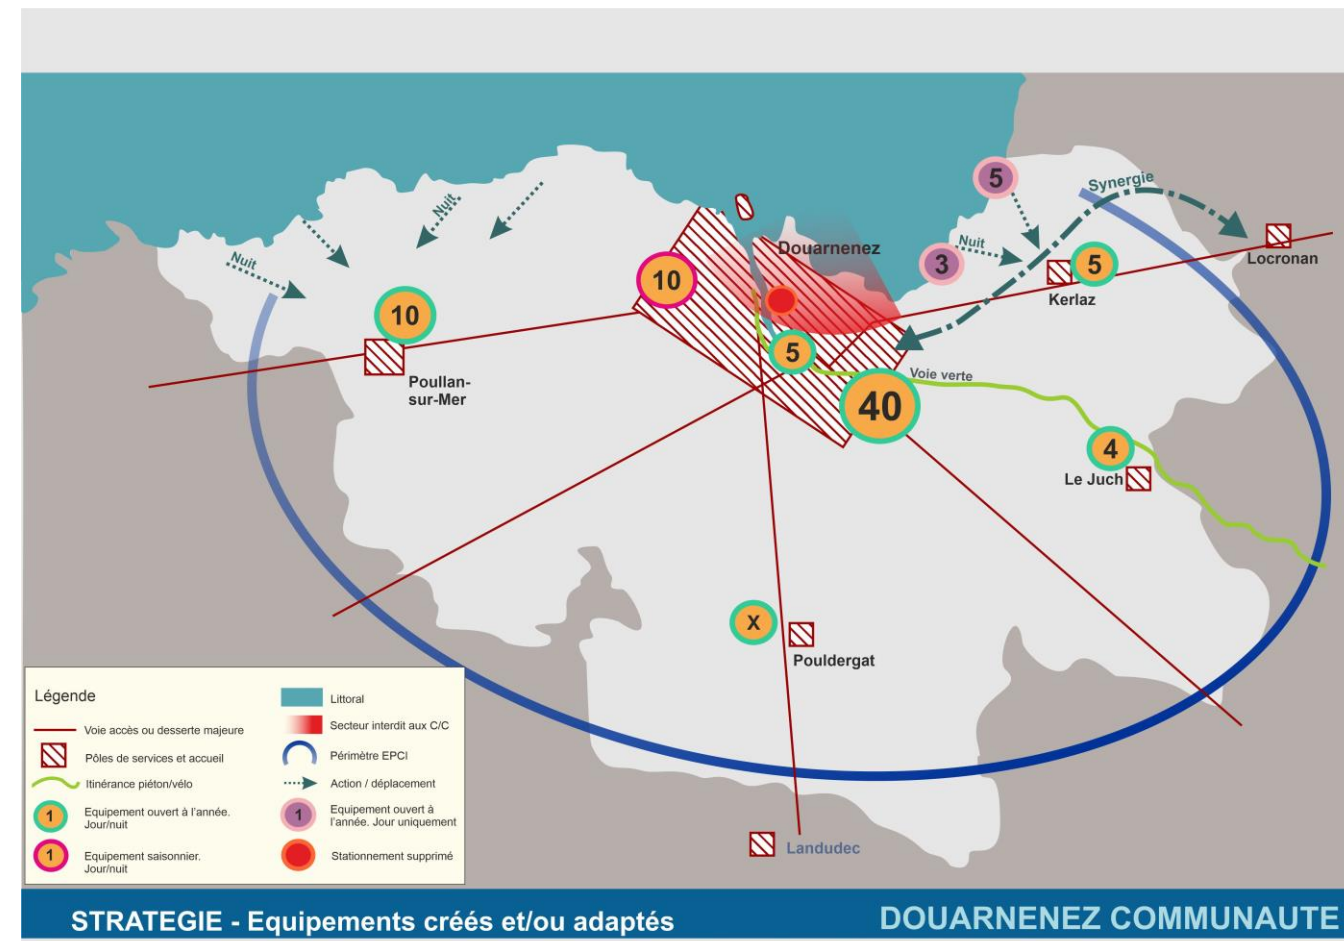 5
Synergie
Nuit
Nuit
Nuit
3
Douarnenez
Locronan
5
Kerlaz
10
10
5
Voie verte
Poullan-
sur-Mer
40
4
Le Juch
X
Pouldergat
Landudec
Légende
Voie accès ou desserte majeure
Pôles de services et accueil
Itinérance piéton/vélo
1
Equipement ouvert à l'année.
Jour/nuit
1
Equipement saisonnier.
Jour/nuit
Littoral
Secteur interdit aux C/C
Périmètre EPCI
Action / déplacement
1
Equipement ouvert à
l'année. Jour uniquement
Stationnement supprimé
STRATEGIE - Equipements créés et/ou adaptés
DOUARNENEZ COMMUNAUTE